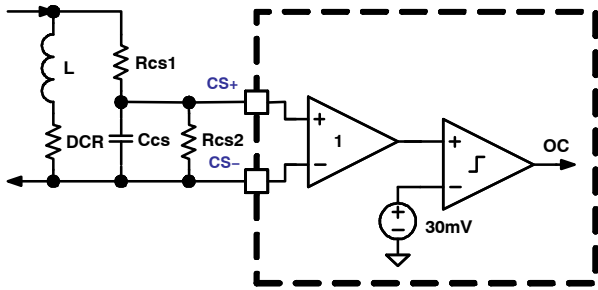 L
Rcs1
CS+
DCR
Ccs
Rcs2
CS−
+
−
1
+
−
OC
+
−
30mV